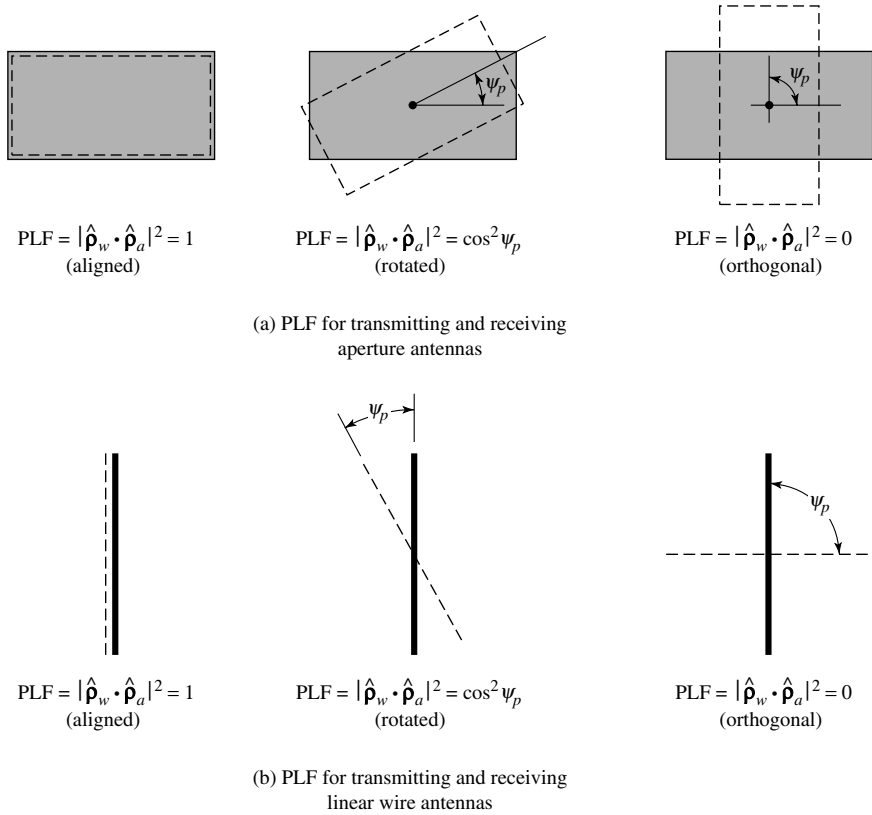 ψp
ψp
PLF = |ρ̂w • ρ̂a|² = 1
(aligned)
PLF = |ρ̂w • ρ̂a|² = cos²ψp
(rotated)
PLF = |ρ̂w • ρ̂a|² = 0
(orthogonal)
(a) PLF for transmitting and receiving
aperture antennas
ψp
ψp
PLF = |ρ̂w • ρ̂a|² = 1
(aligned)
PLF = |ρ̂w • ρ̂a|² = cos²ψp
(rotated)
PLF = |ρ̂w • ρ̂a|² = 0
(orthogonal)
(b) PLF for transmitting and receiving
linear wire antennas